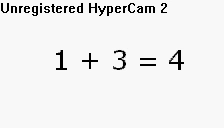 Unregistered HyperCam 2
1 + 3 = 4